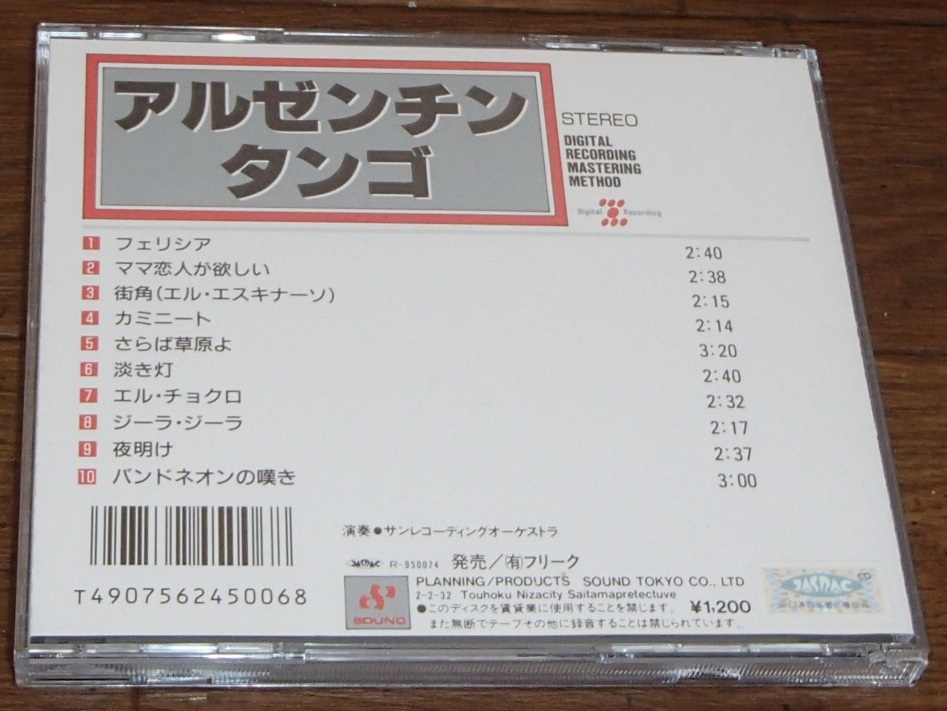 アルゼンチン
タンゴ
STEREO
DIGITAL
RECORDING
MASTERING
METHOD
Digital Recording
1 フェリシア 2:40
2 ママ恋人が欲しい 2:38
3 街角(エル・エスキナーソ) 2:15
4 カミニート 2:14
5 さらば草原よ 3:20
6 淡き灯 2:40
7 エル・チョクロ 2:32
8 ジーラ・ジーラ 2:17
9 夜明け 2:37
10 バンドネオンの嘆き 3:00
T4907562450068
演奏●サンレコーディングオーケストラ
JASRAC R-950074 発売/㈲フリーク
SOUND
PLANNING/PRODUCTS SOUND TOKYO CO., LTD
2-2-32 Touhoku Nizacity Saitamapretectuve
●このディスクを賃貸業に使用することを禁じます。 ¥1,200
また無断でテープその他に録音することは禁じられています。
JASRAC
CD